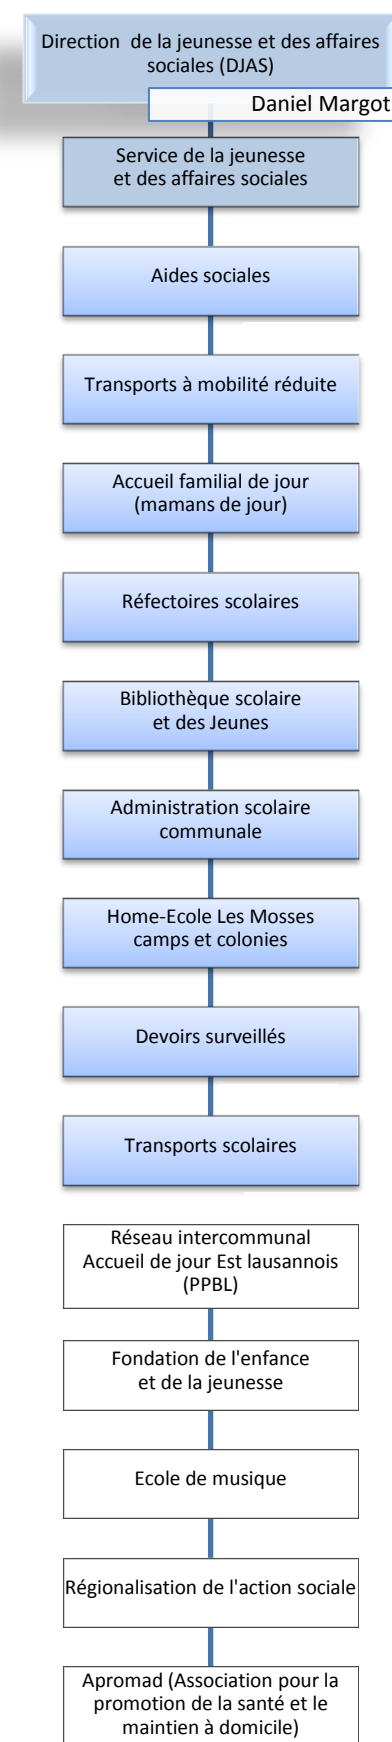 Direction de la jeunesse et des affaires
sociales (DJAS)
Daniel Margot
Service de la jeunesse
et des affaires sociales
Aides sociales
Transports à mobilité réduite
Accueil familial de jour
(mamans de jour)
Réfectoires scolaires
Bibliothèque scolaire
et des Jeunes
Administration scolaire
communale
Home-Ecole Les Mosses
camps et colonies
Devoirs surveillés
Transports scolaires
Réseau intercommunal
Accueil de jour Est lausannois
(PPBL)
Fondation de l'enfance
et de la jeunesse
Ecole de musique
Régionalisation de l'action sociale
Apromad (Association pour la
promotion de la santé et le
maintien à domicile)